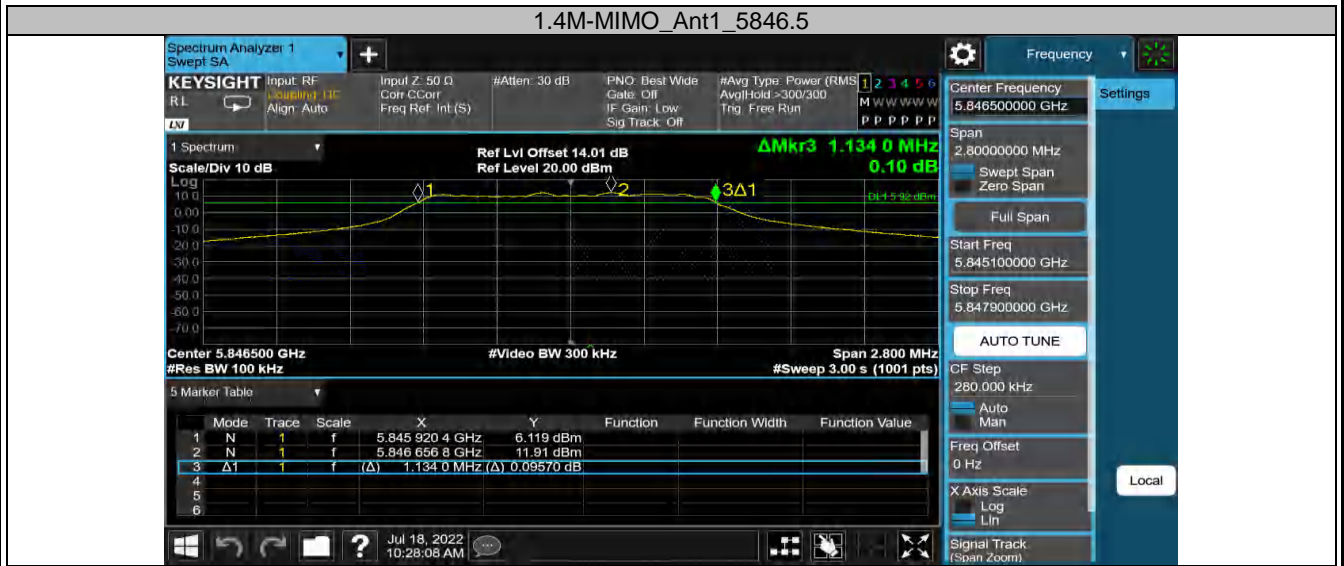 1.4M-MIMO_Ant1_5846.5
Spectrum Analyzer 1
Swept SA
+
Frequency
KEYSIGHT
Input: RF
Input Z: 50 Ω
#Atten: 30 dB
PNO: Best Wide
#Avg Type: Power (RMS
1 2 3 4 5 6
RL
Corr CCorr
Gate: Off
Avg|Hold:>300/300
M W W W W W
Align: Auto
Freq Ref: Int (S)
IF Gain: Low
Trig: Free Run
P P P P P P
Sig Track: Off
LXI
1 Spectrum
Ref Lvl Offset 14.01 dB
ΔMkr3 1.134 0 MHz
Scale/Div 10 dB
Ref Level 20.00 dBm
0.10 dB
Log
1
2
3Δ1
10.0
DL1 5.92 dBm
0.00
-10.0
-20.0
-30.0
-40.0
-50.0
-60.0
-70.0
Center 5.846500 GHz
#Video BW 300 kHz
Span 2.800 MHz
#Res BW 100 kHz
#Sweep 3.00 s (1001 pts)
5 Marker Table
Mode Trace Scale X Y Function Function Width Function Value
1 N 1 f 5.845 920 4 GHz 6.119 dBm
2 N 1 f 5.846 656 8 GHz 11.91 dBm
3 Δ1 1 f (Δ) 1.134 0 MHz (Δ) 0.09570 dB
4
5
6
?
Jul 18, 2022
10:28:08 AM
Center Frequency
5.846500000 GHz
Settings
Span
2.80000000 MHz
Swept Span
Zero Span
Full Span
Start Freq
5.845100000 GHz
Stop Freq
5.847900000 GHz
AUTO TUNE
CF Step
280.000 kHz
Auto
Man
Freq Offset
0 Hz
Local
X Axis Scale
Log
Lin
Signal Track
(Span Zoom)